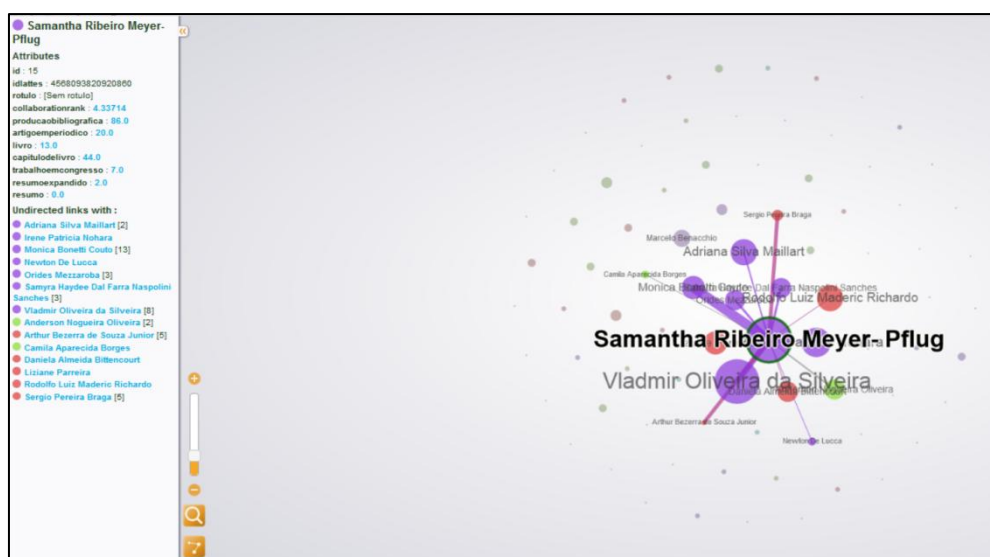 Samantha Ribeiro Meyer-
Pflug
Attributes
id : 15
idlattes : 4568093820920860
rotulo : [Sem rotulo]
collaborationrank : 4.33714
producaobibliografica : 86.0
artigoemperiodico : 20.0
livro : 13.0
capitulodelivro : 44.0
trabalhoemcongresso : 7.0
resumoexpandido : 2.0
resumo : 0.0
Undirected links with :
Adriana Silva Maillart [2]
Irene Patricia Nohara
Monica Bonetti Couto [13]
Newton De Lucca
Orides Mezzaroba [3]
Samyra Haydee Dal Farra Naspolini
Sanches [3]
Vladmir Oliveira da Silveira [8]
Anderson Nogueira Oliveira [2]
Arthur Bezerra de Souza Junior [5]
Camila Aparecida Borges
Daniela Almeida Bittencourt
Liziane Parreira
Rodolfo Luiz Maderic Richardo
Sergio Pereira Braga [5]
Sergio Pereira Braga
Marcelo Benacchio
Adriana Silva Maillart
Camila Aparecida Borges
Dal Farra Naspolini Sanches
Rodolfo Luiz Maderic Richardo
Samantha Ribeiro Meyer-Pflug
Vladmir Oliveira da Silveira
Oliveira
Arthur Bezerra de Souza Junior
Newton De Lucca